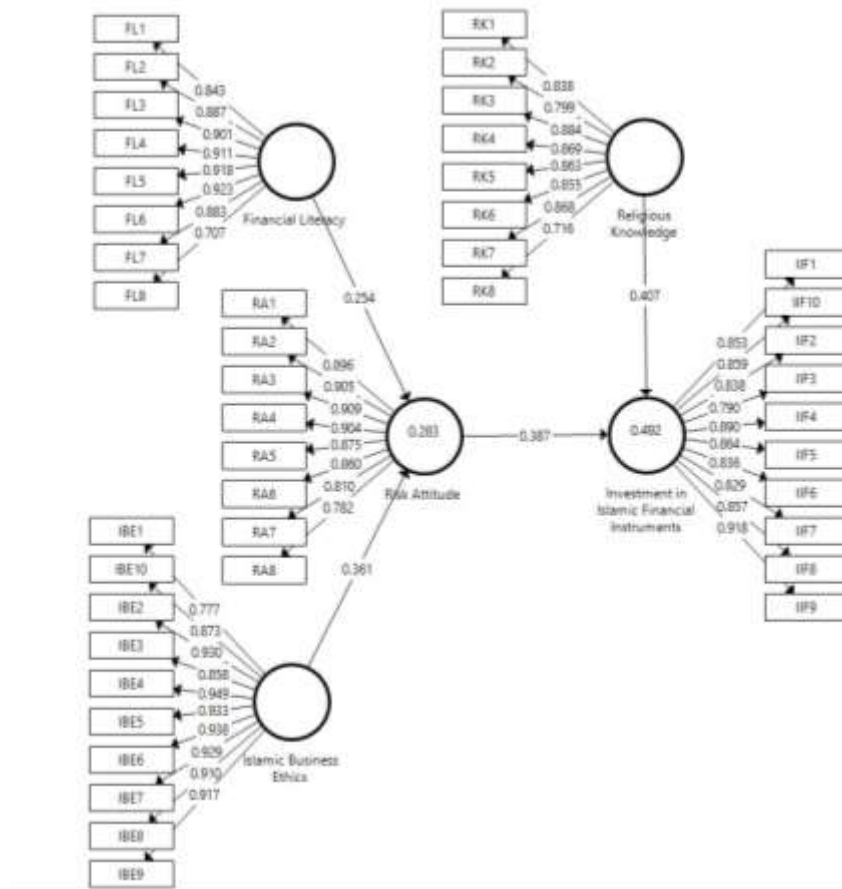 FL1
FL2
FL3
FL4
FL5
FL6
FL7
FL8
0.843
0.887
0.901
0.911
0.918
0.923
0.883
0.707
Financial Literacy
RK1
RK2
RK3
RK4
RK5
RK6
RK7
RK8
0.838
0.799
0.884
0.869
0.863
0.855
0.868
0.716
Religious
Knowledge
0.254
0.407
RA1
RA2
RA3
RA4
RA5
RA6
RA7
RA8
0.896
0.905
0.909
0.904
0.875
0.860
0.810
0.782
0.283
Risk Attitude
0.387
IIF1
IIF10
IIF2
IIF3
IIF4
IIF5
IIF6
IIF7
IIF8
IIF9
0.853
0.859
0.838
0.790
0.890
0.864
0.836
0.829
0.857
0.918
0.492
Investment in
Islamic Financial
Instruments
0.361
IBE1
IBE10
IBE2
IBE3
IBE4
IBE5
IBE6
IBE7
IBE8
IBE9
0.777
0.873
0.930
0.858
0.949
0.933
0.938
0.929
0.910
0.917
Islamic Business
Ethics